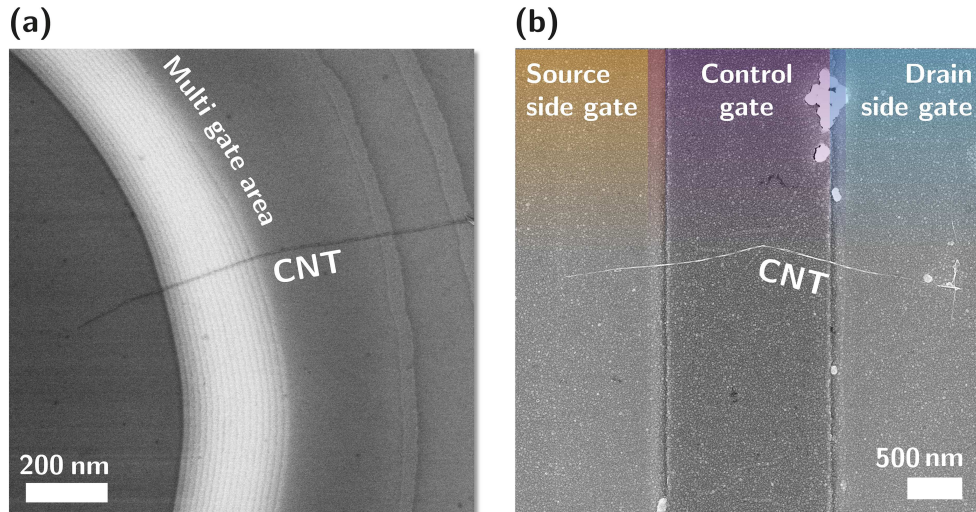 (a)
Multi gate area
CNT
200 nm
(b)
Source
side gate
Control
gate
Drain
side gate
CNT
500 nm